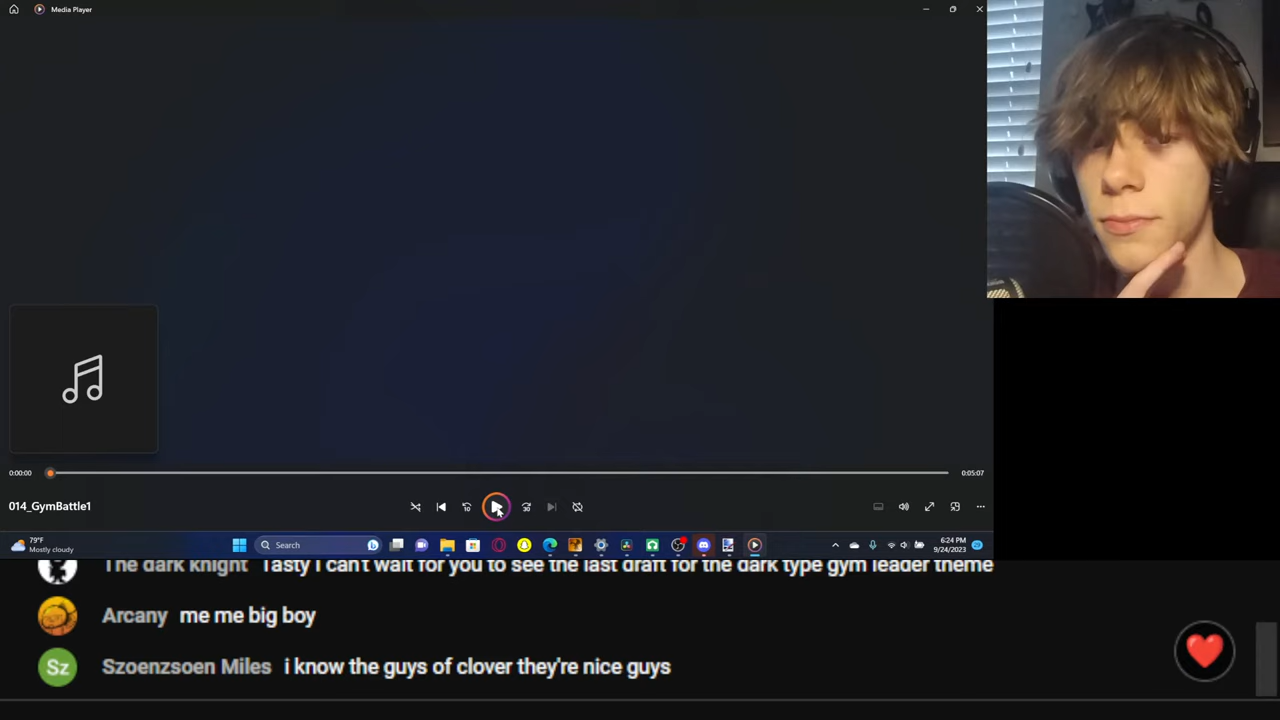 Media Player
0:00:00
0:05:07
014_GymBattle1
10
30
79°F
Mostly cloudy
Search
6:24 PM
9/24/2023
The dark knight Tasty I can't wait for you to see the last draft for the dark type gym leader theme
Arcany me me big boy
Sz Szoenzsoen Miles i know the guys of clover they're nice guys